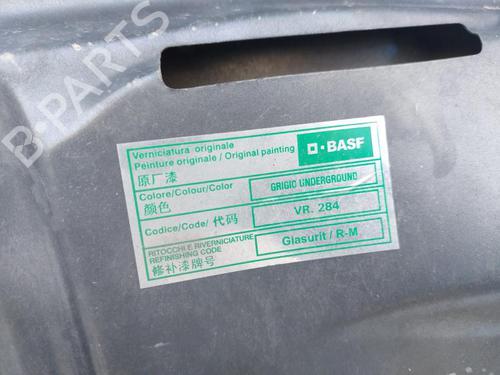 Verniciatura originale
Peinture originale / Original painting
原厂漆
BASF
Colore/Colour/Color
颜色
GRIGIO UNDERGROUND
Codice/Code/ 代码
VR. 284
RITOCCHI E RIVERNICIATURE
REFINISHING CODE
修补漆牌号
Glasurit / R-M
B-PARTS